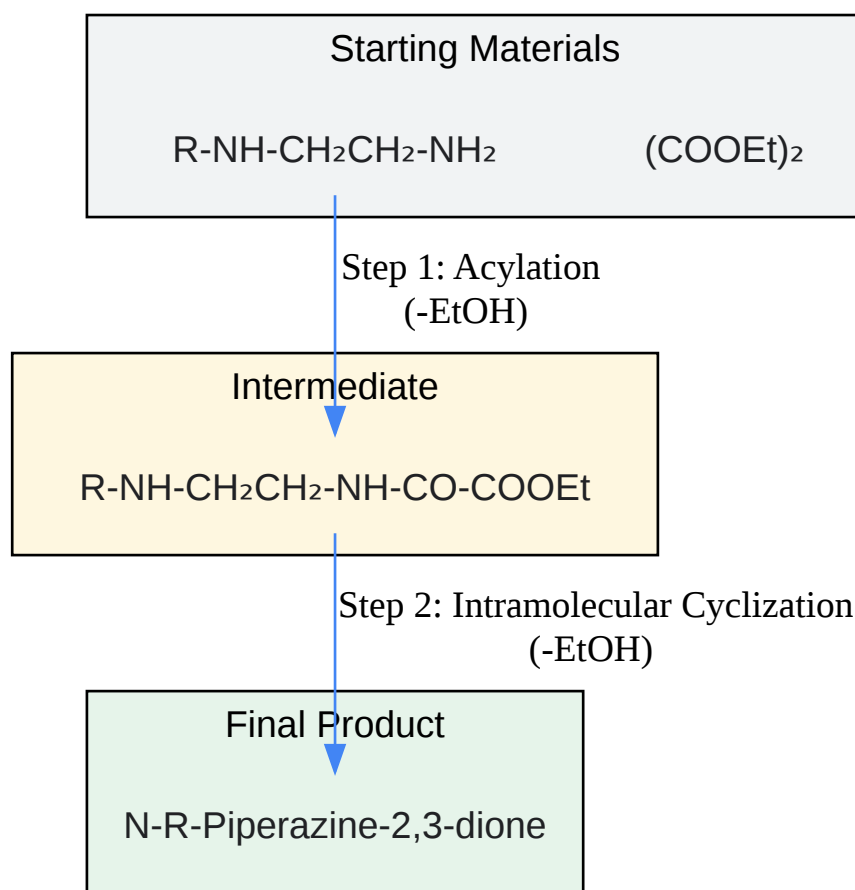 Starting Materials
R-NH-CH₂CH₂-NH₂ (COOEt)₂
Step 1: Acylation
(-EtOH)
Intermediate
R-NH-CH₂CH₂-NH-CO-COOEt
Step 2: Intramolecular Cyclization
(-EtOH)
Final Product
N-R-Piperazine-2,3-dione